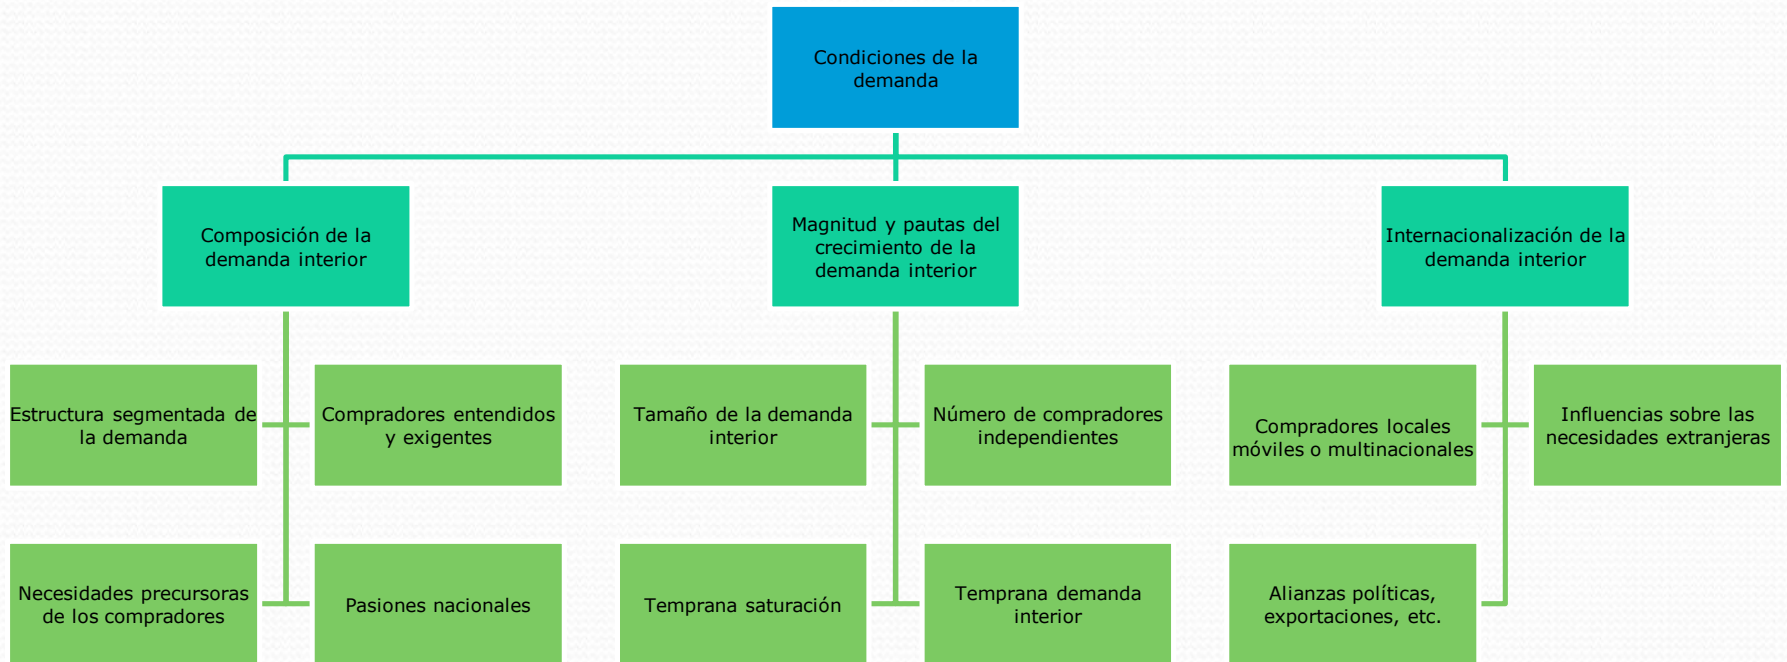 Condiciones de la
demanda
Composición de la
demanda interior
Magnitud y pautas del
crecimiento de la
demanda interior
Internacionalización de la
demanda interior
Estructura segmentada de
la demanda
Compradores entendidos
y exigentes
Tamaño de la demanda
interior
Número de compradores
independientes
Compradores locales
móviles o multinacionales
Influencias sobre las
necesidades extranjeras
Necesidades precursoras
de los compradores
Pasiones nacionales
Temprana saturación
Temprana demanda
interior
Alianzas políticas,
exportaciones, etc.